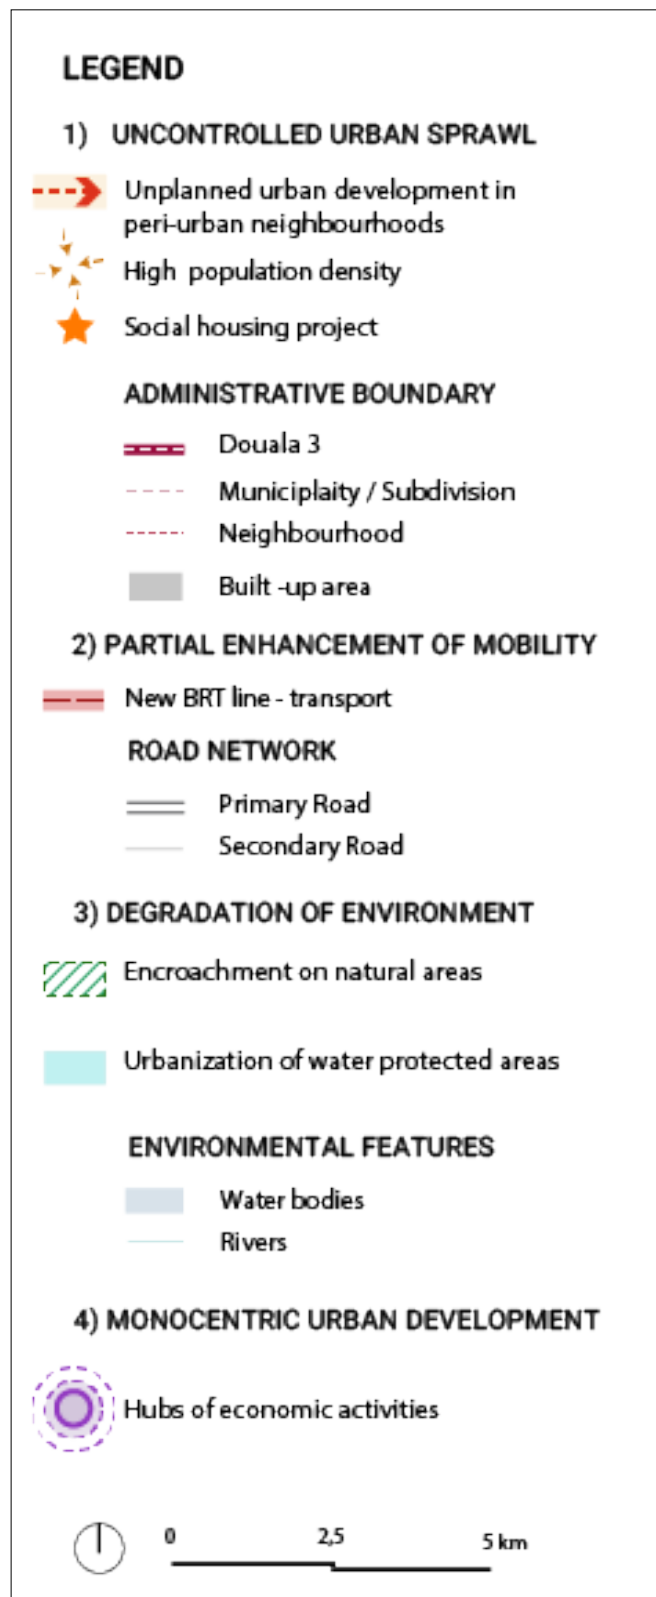 LEGEND
1) UNCONTROLLED URBAN SPRAWL
Unplanned urban development in
peri-urban neighbourhoods
High population density
Social housing project
ADMINISTRATIVE BOUNDARY
Douala 3
Municiplaity / Subdivision
Neighbourhood
Built -up area
2) PARTIAL ENHANCEMENT OF MOBILITY
New BRT line - transport
ROAD NETWORK
Primary Road
Secondary Road
3) DEGRADATION OF ENVIRONMENT
Encroachment on natural areas
Urbanization of water protected areas
ENVIRONMENTAL FEATURES
Water bodies
Rivers
4) MONOCENTRIC URBAN DEVELOPMENT
Hubs of economic activities
0 2,5 5 km